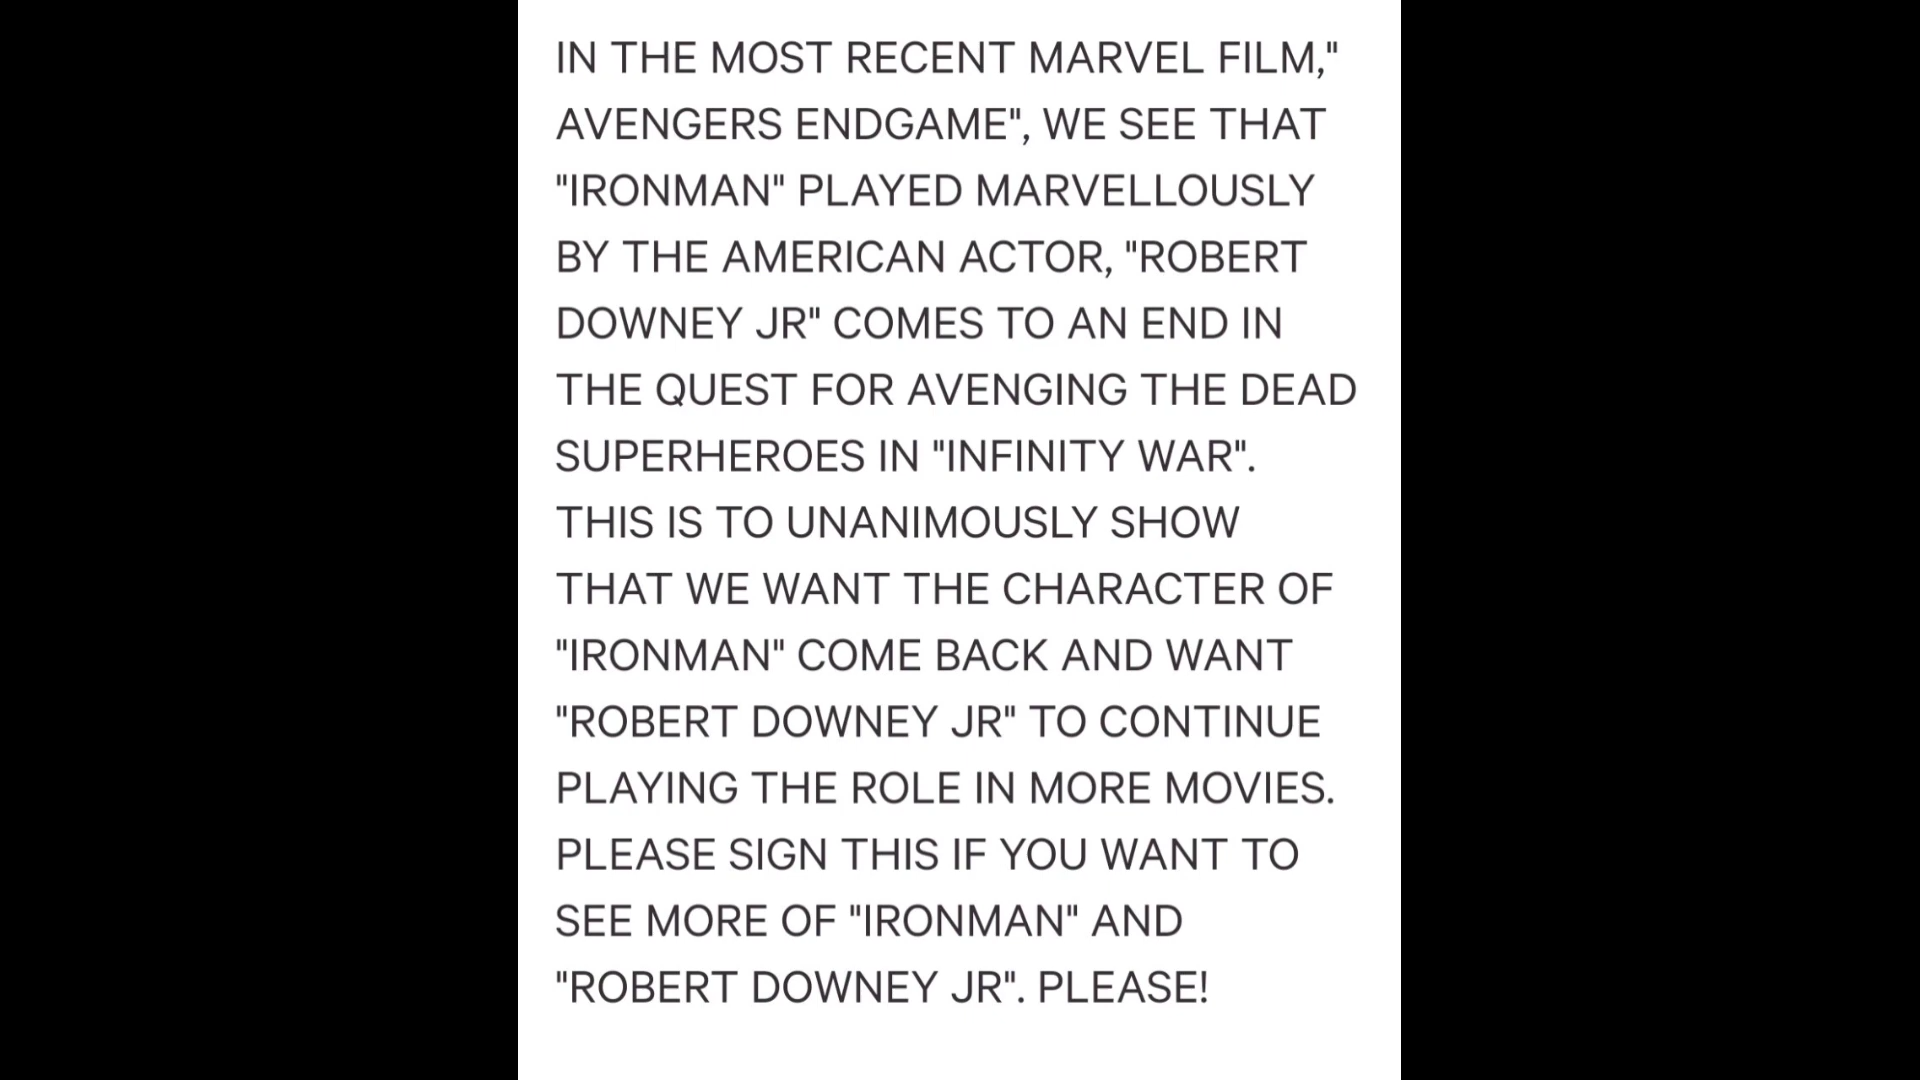 IN THE MOST RECENT MARVEL FILM,"
AVENGERS ENDGAME", WE SEE THAT
"IRONMAN" PLAYED MARVELLOUSLY
BY THE AMERICAN ACTOR, "ROBERT
DOWNEY JR" COMES TO AN END IN
THE QUEST FOR AVENGING THE DEAD
SUPERHEROES IN "INFINITY WAR".
THIS IS TO UNANIMOUSLY SHOW
THAT WE WANT THE CHARACTER OF
"IRONMAN" COME BACK AND WANT
"ROBERT DOWNEY JR" TO CONTINUE
PLAYING THE ROLE IN MORE MOVIES.
PLEASE SIGN THIS IF YOU WANT TO
SEE MORE OF "IRONMAN" AND
"ROBERT DOWNEY JR". PLEASE!